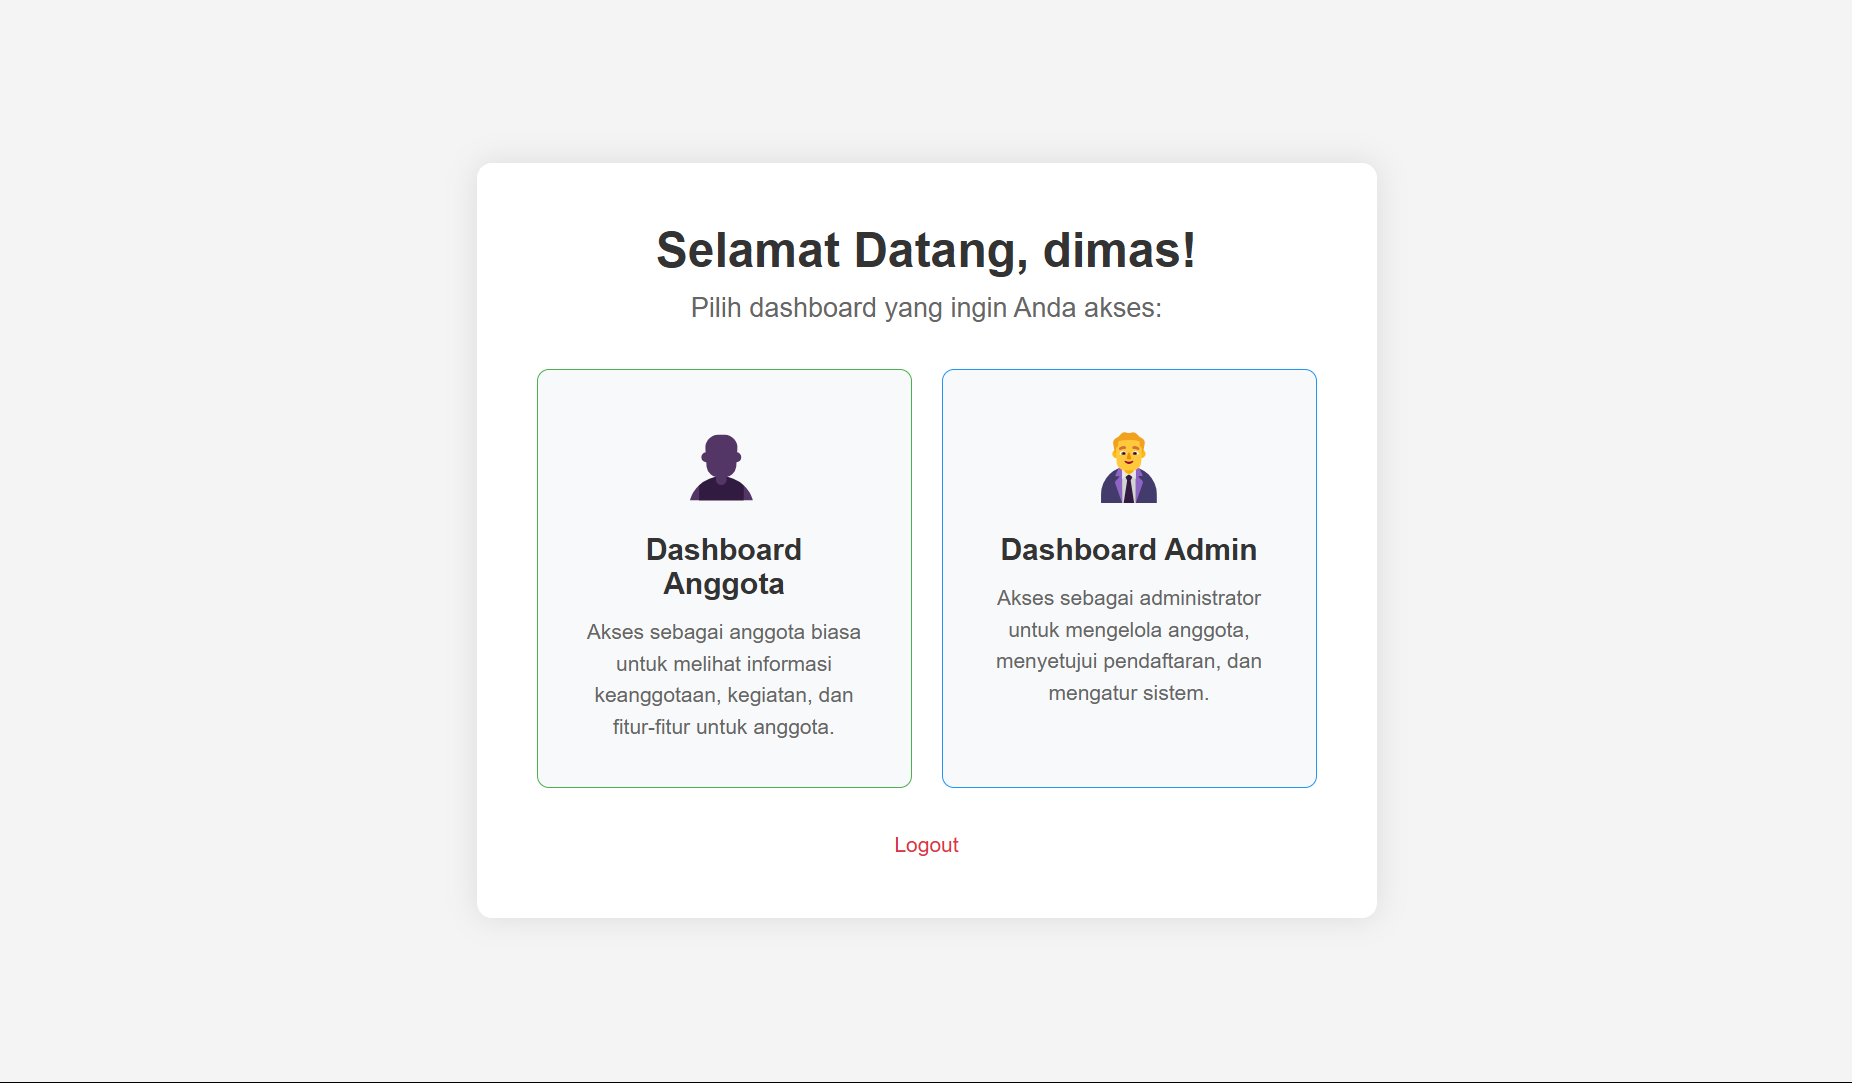 Selamat Datang, dimas!
Pilih dashboard yang ingin Anda akses:
Dashboard
Anggota
Akses sebagai anggota biasa
untuk melihat informasi
keanggotaan, kegiatan, dan
fitur-fitur untuk anggota.
Dashboard Admin
Akses sebagai administrator
untuk mengelola anggota,
menyetujui pendaftaran, dan
mengatur sistem.
Logout